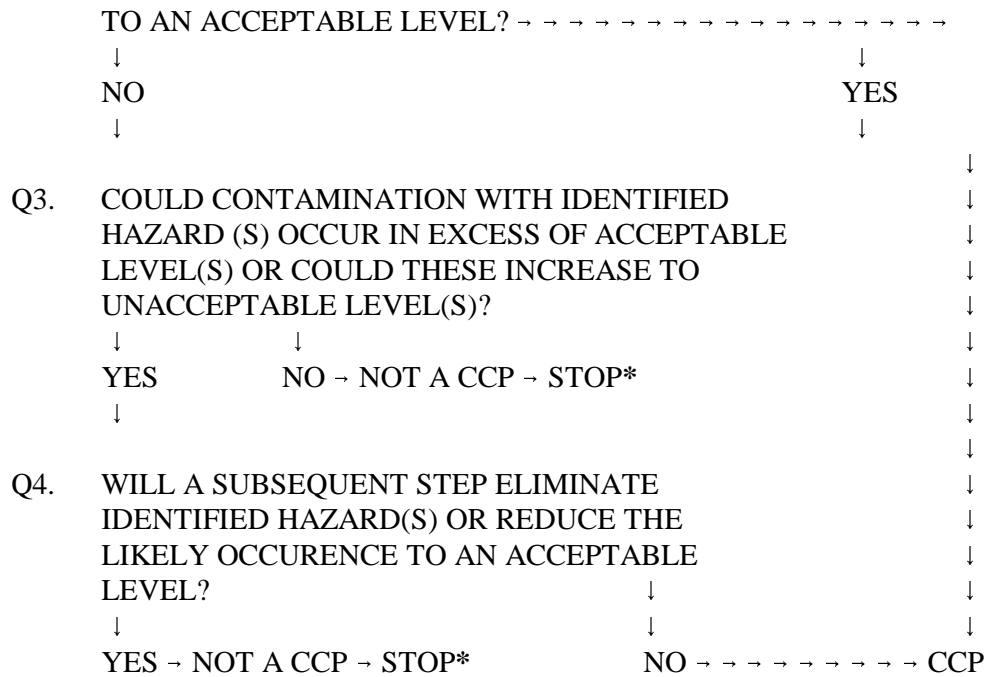 TO AN ACCEPTABLE LEVEL? → → → → → → → → → → → → → → → → → →
↓ ↓
NO YES
↓ ↓
↓
Q3. COULD CONTAMINATION WITH IDENTIFIED ↓
HAZARD (S) OCCUR IN EXCESS OF ACCEPTABLE ↓
LEVEL(S) OR COULD THESE INCREASE TO ↓
UNACCEPTABLE LEVEL(S)? ↓
↓ ↓ ↓
YES NO → NOT A CCP → STOP* ↓
↓ ↓
↓
Q4. WILL A SUBSEQUENT STEP ELIMINATE ↓
IDENTIFIED HAZARD(S) OR REDUCE THE ↓
LIKELY OCCURENCE TO AN ACCEPTABLE ↓
LEVEL? ↓ ↓
↓ ↓ ↓
YES → NOT A CCP → STOP* NO → → → → → → → → → CCP